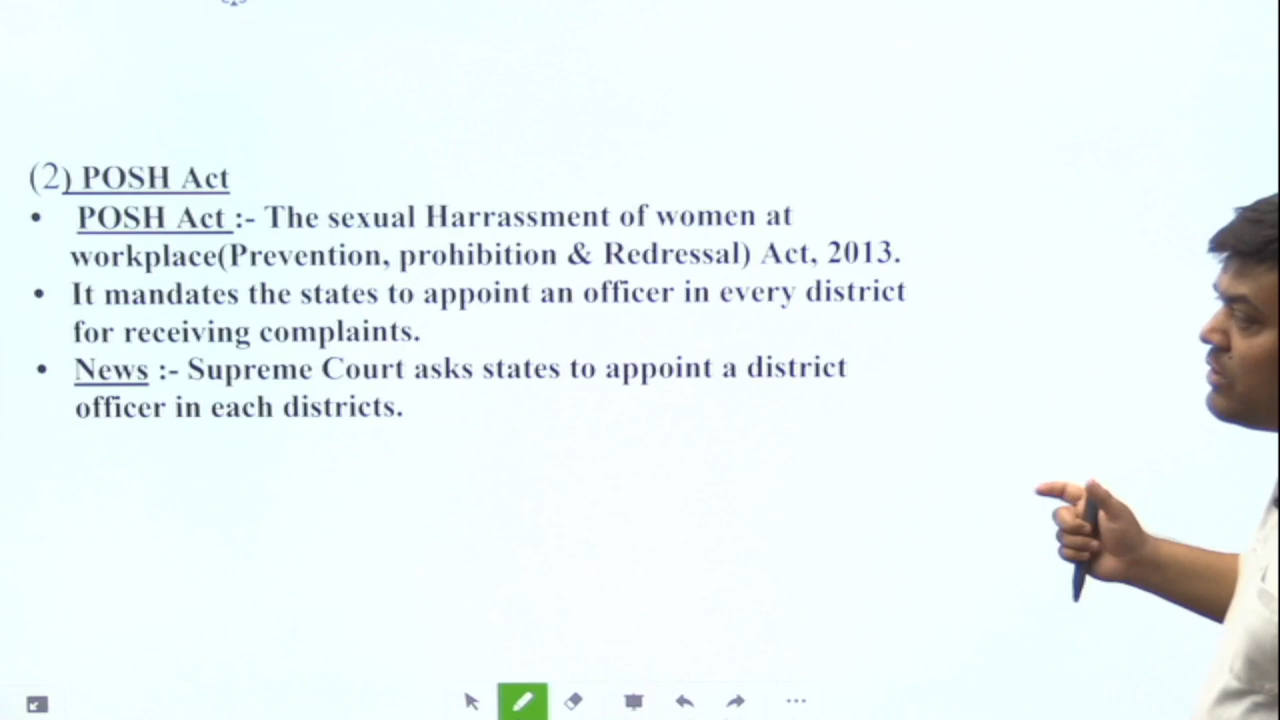 (2) POSH Act
• POSH Act :- The sexual Harrassment of women at
workplace(Prevention, prohibition & Redressal) Act, 2013.
• It mandates the states to appoint an officer in every district
for receiving complaints.
• News :- Supreme Court asks states to appoint a district
officer in each districts.